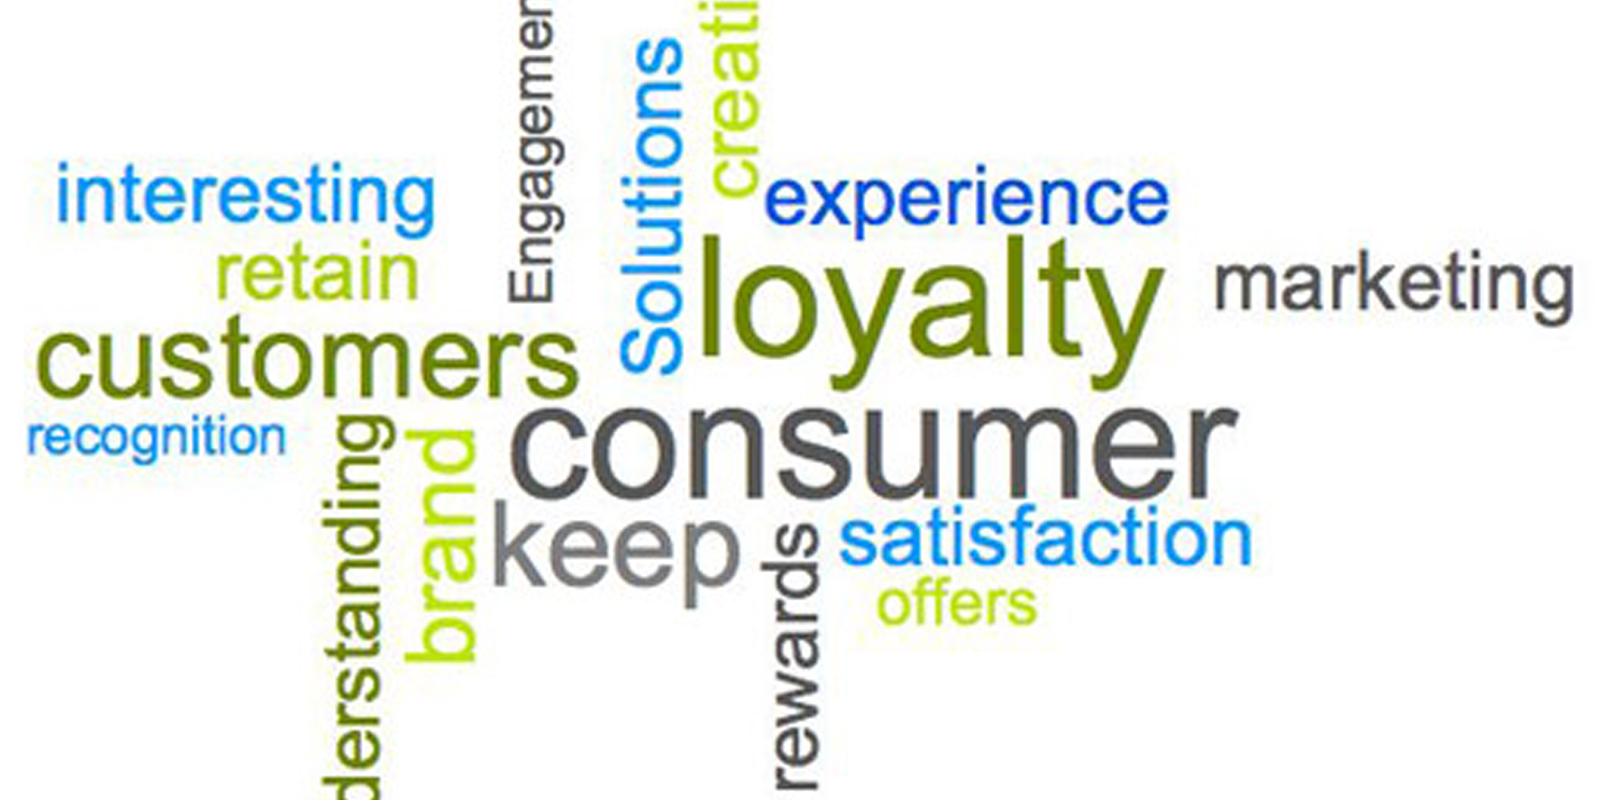 Engagemen
Solutions
creati
interesting
experience
retain
loyalty
marketing
customers
recognition
consumer
derstanding
brand
keep
rewards
satisfaction
offers